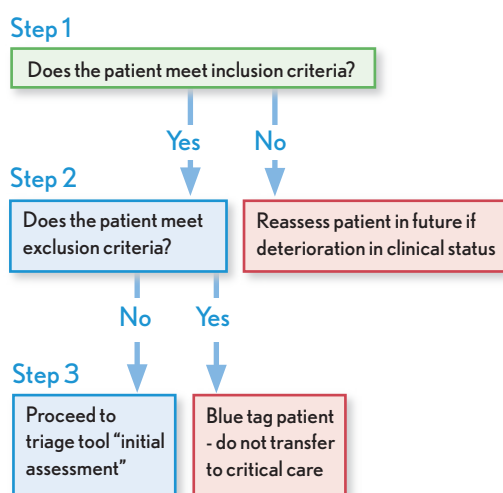 Step 1
Does the patient meet inclusion criteria?
Yes
No
Step 2
Does the patient meet
exclusion criteria?
Reassess patient in future if
deterioration in clinical status
No
Yes
Step 3
Proceed to
triage tool “initial
assessment”
Blue tag patient
- do not transfer
to critical care